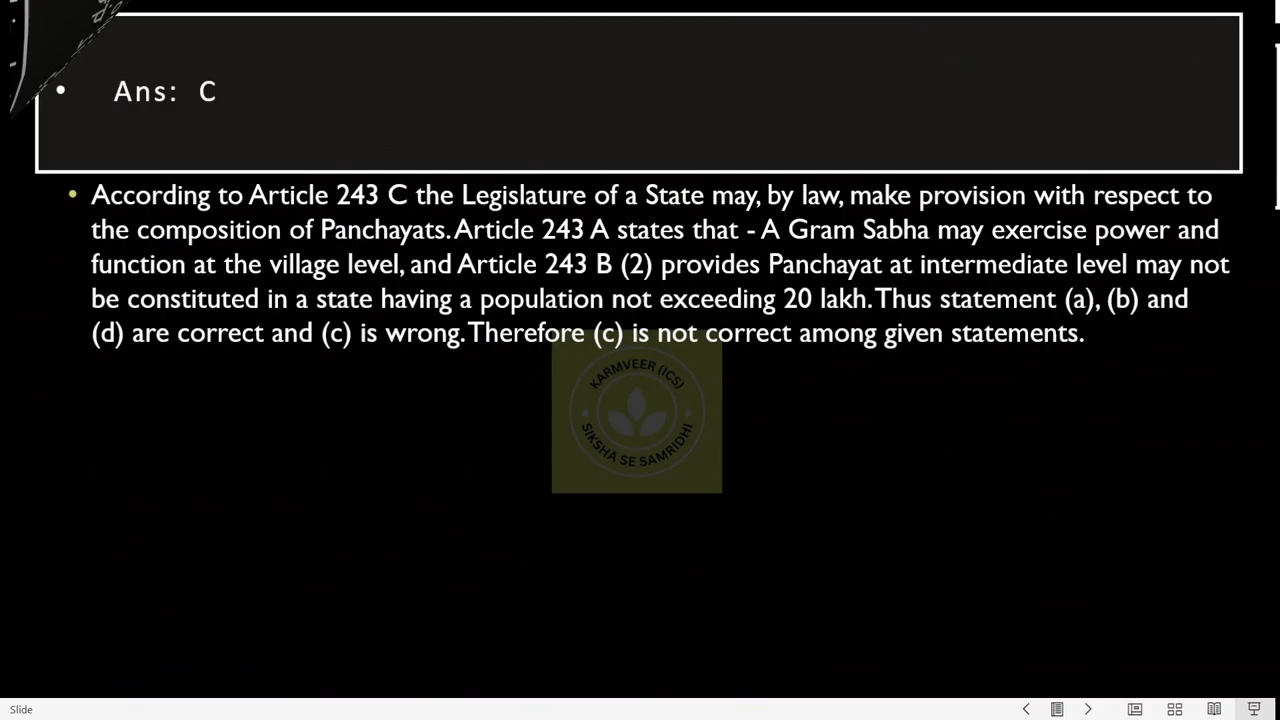 • Ans: C
• According to Article 243 C the Legislature of a State may, by law, make provision with respect to
the composition of Panchayats. Article 243 A states that - A Gram Sabha may exercise power and
function at the village level, and Article 243 B (2) provides Panchayat at intermediate level may not
be constituted in a state having a population not exceeding 20 lakh. Thus statement (a), (b) and
(d) are correct and (c) is wrong. Therefore (c) is not correct among given statements.
KARMVEER (ICS)
SIKSHA SE SAMRIDHI
Slide